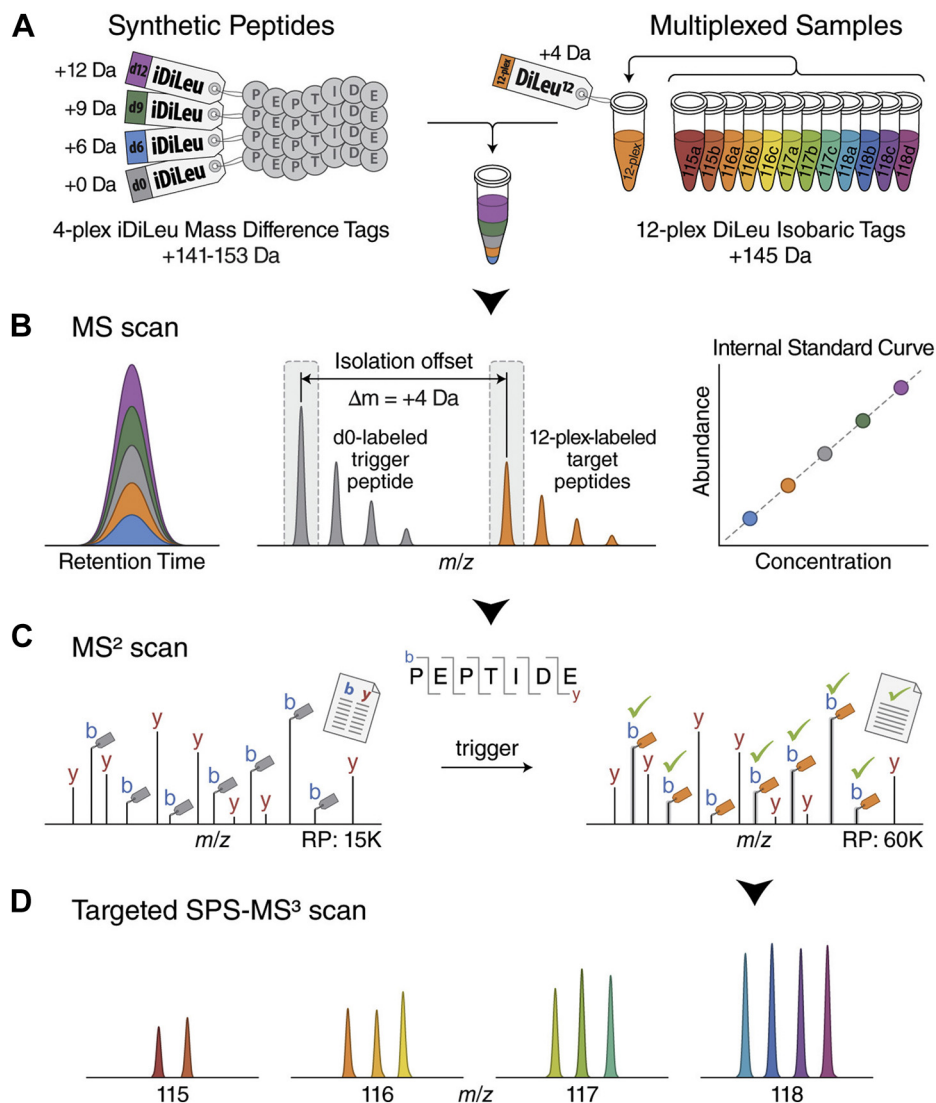 A
Synthetic Peptides
Multiplexed Samples
+12 Da
d12 iDiLeu
+9 Da
d9 iDiLeu
+6 Da
d6 iDiLeu
+0 Da
d0 iDiLeu
PEPTIDE
PEPTIDE
PEPTIDE
PEPTIDE
+4 Da
12-plex DiLeu¹²
12-plex
115a
115b
116a
116b
116c
117a
117b
117c
118a
118b
118c
118d
4-plex iDiLeu Mass Difference Tags
+141-153 Da
12-plex DiLeu Isobaric Tags
+145 Da
B
MS scan
Retention Time
Isolation offset
Δm = +4 Da
d0-labeled
trigger
peptide
12-plex-labeled
target
peptides
m/z
Internal Standard Curve
Abundance
Concentration
C
MS² scan
b
PEPTIDE
y
trigger
y
b
y
b
y
b
y
b
y
b
y
b
b
y
b y
m/z
RP: 15K
y
b
y
b
y
b
y
b
y
b
y
b
b
y
m/z
RP: 60K
D
Targeted SPS-MS³ scan
115
116
m/z
117
118